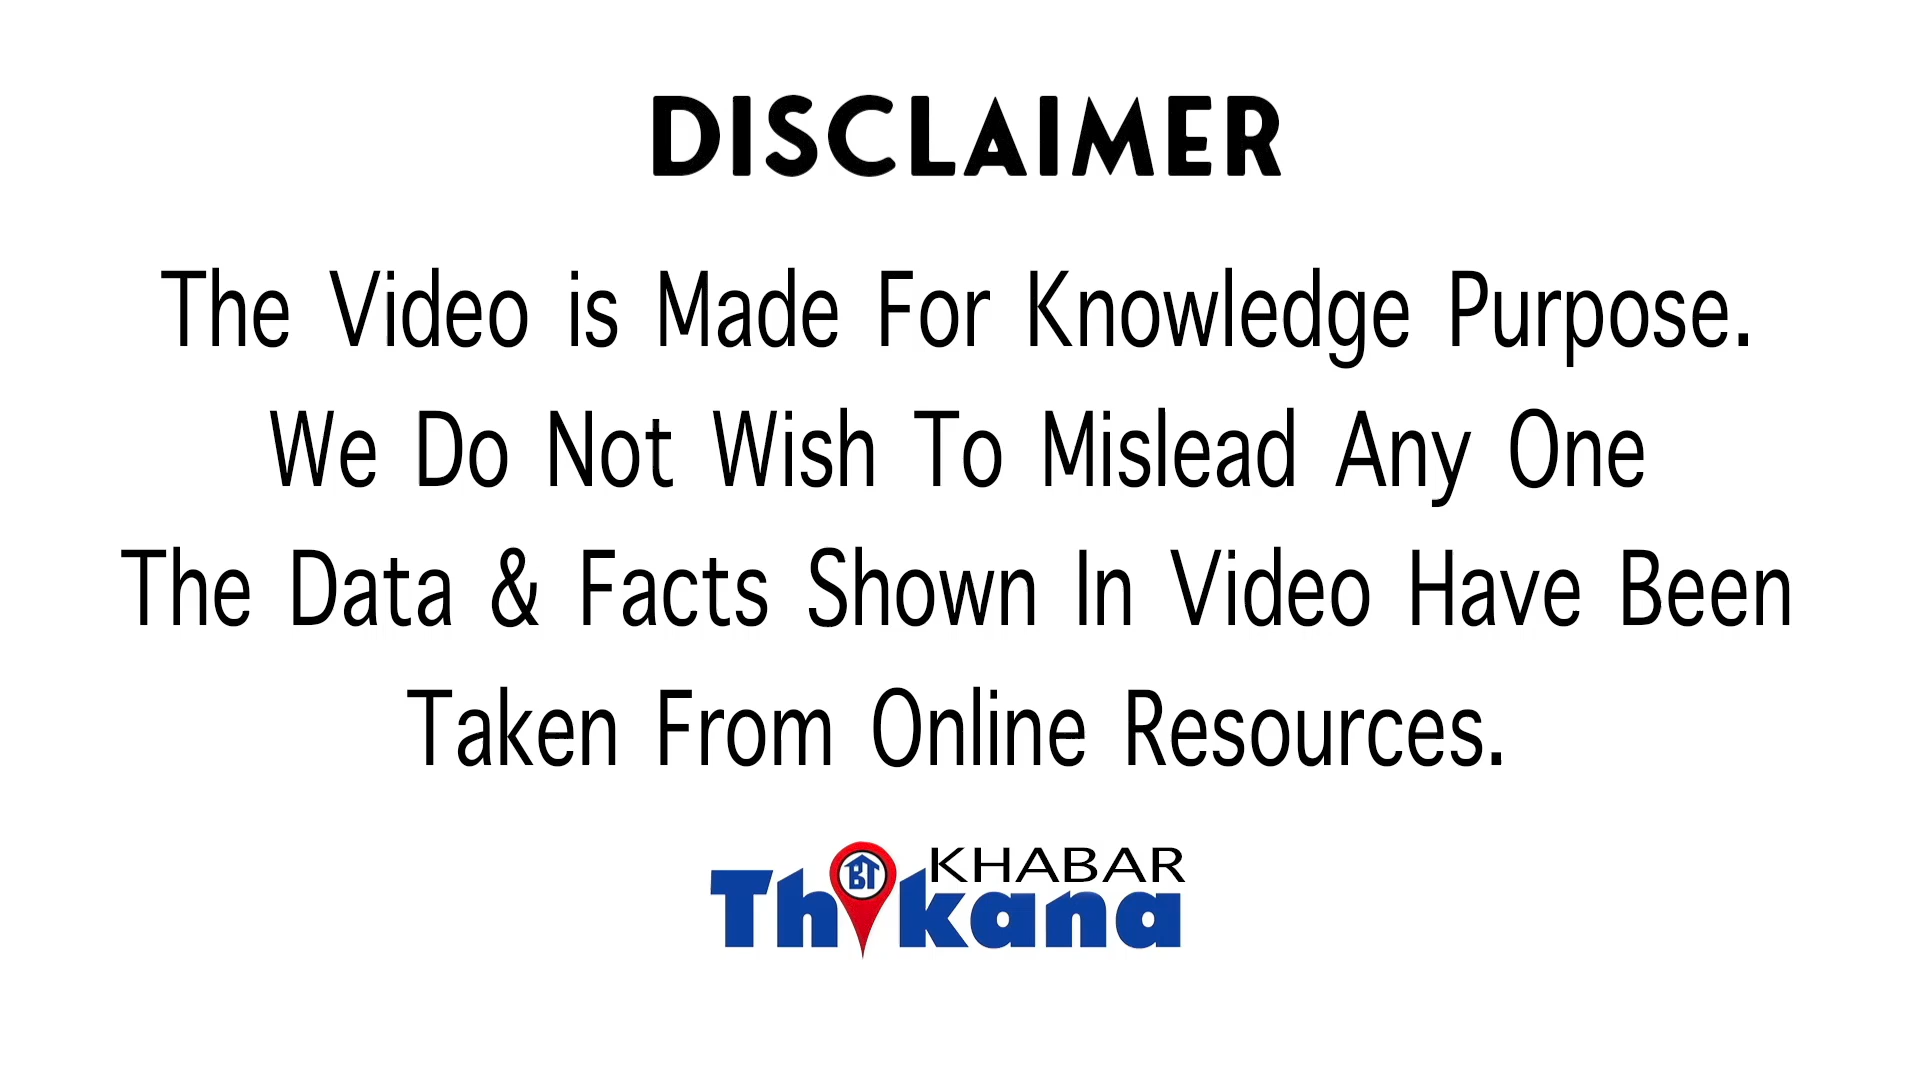 DISCLAIMER
The Video is Made For Knowledge Purpose.
We Do Not Wish To Mislead Any One
The Data & Facts Shown In Video Have Been
Taken From Online Resources.
KHABAR
BT
Thikana